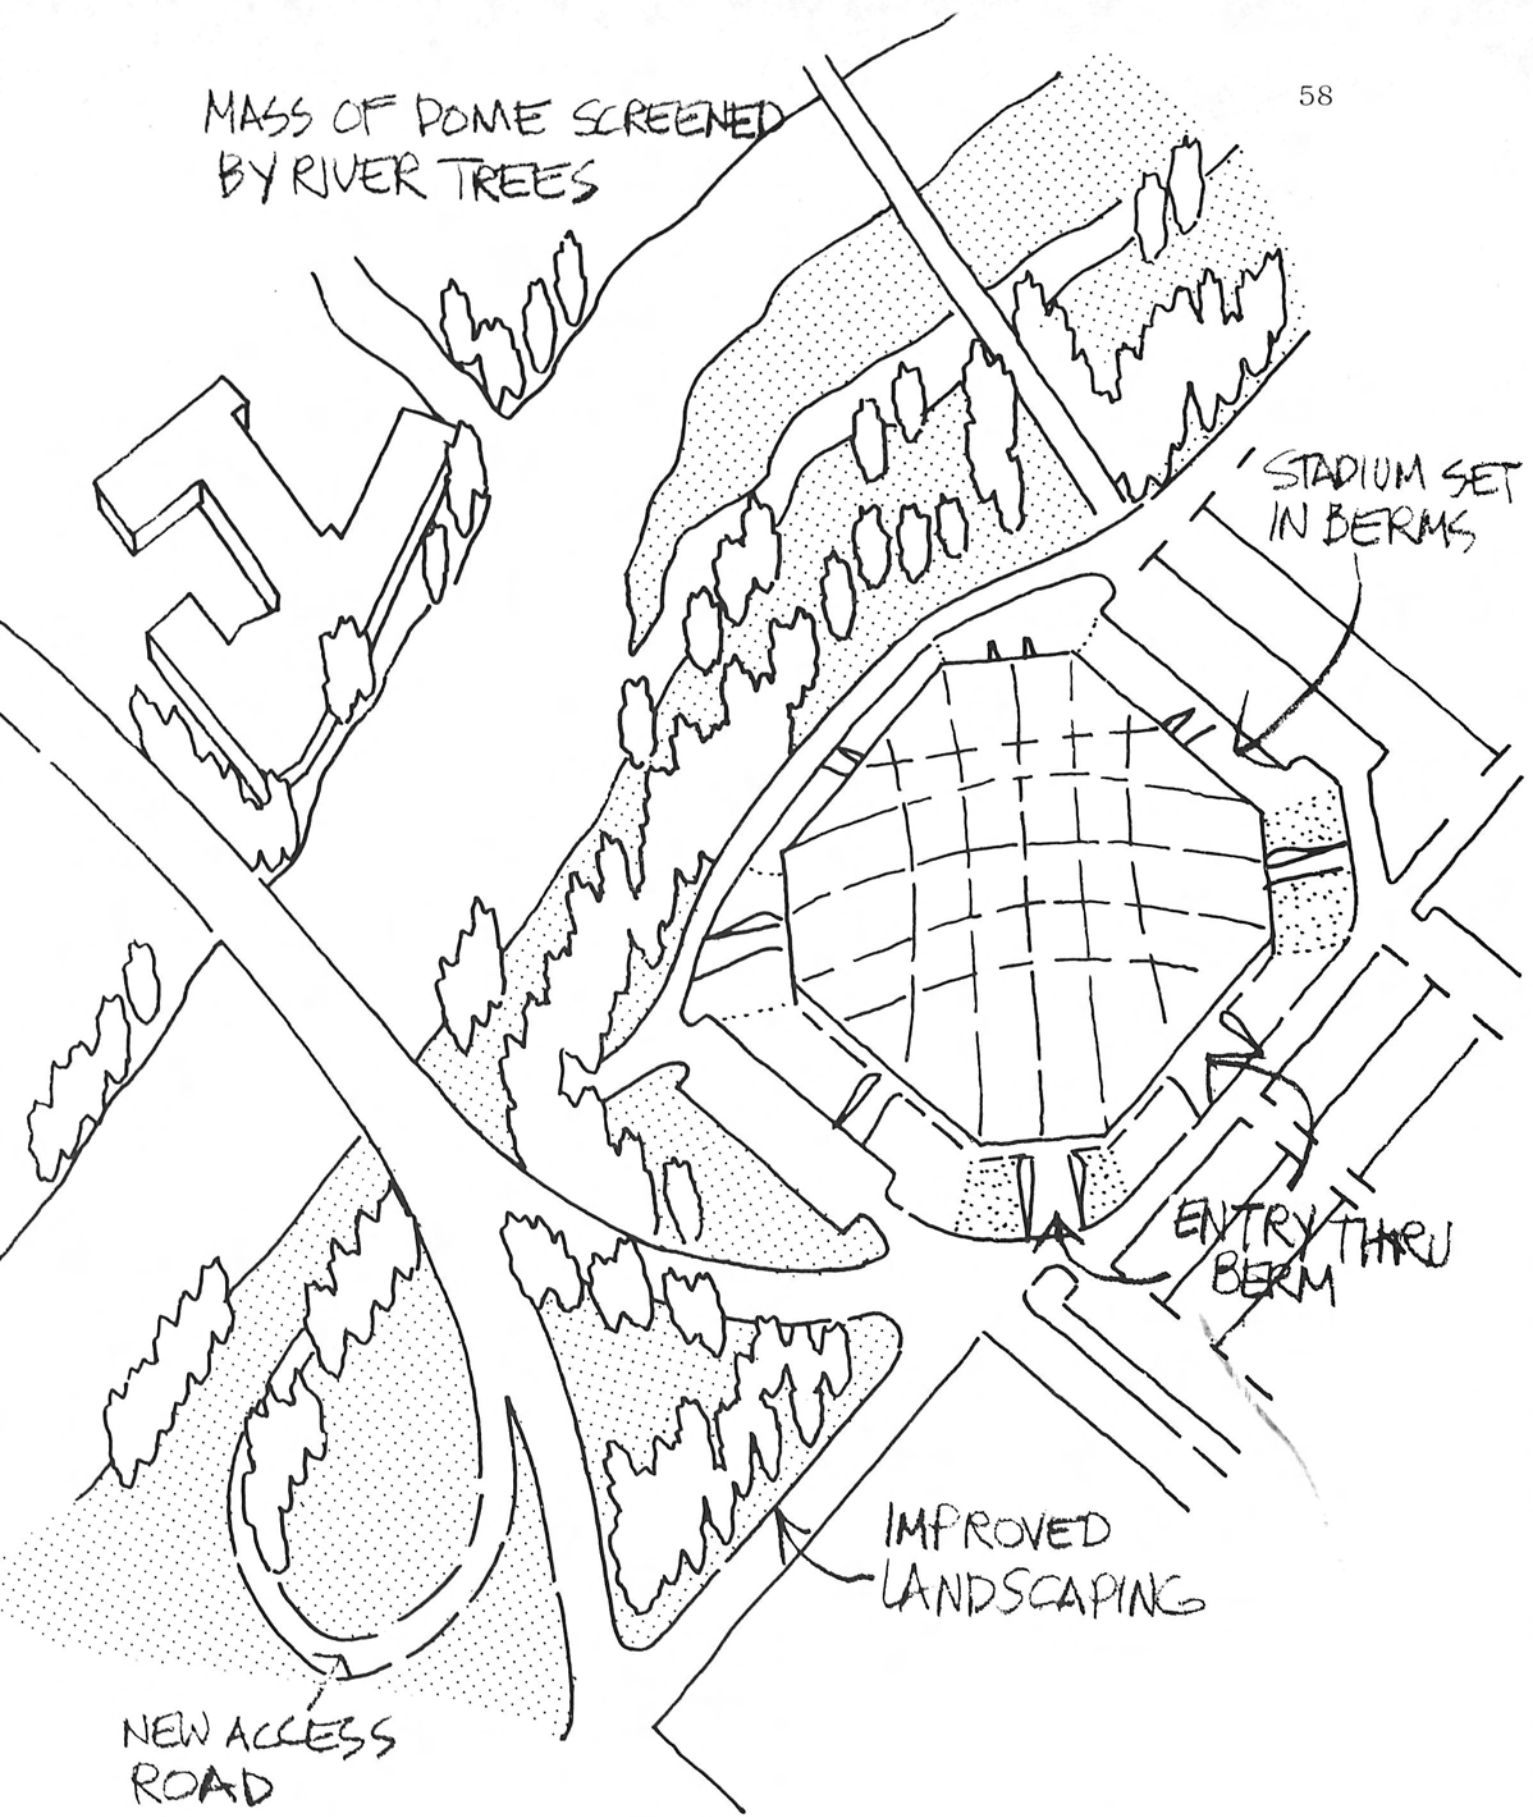 58
MASS OF DOME SCREENED
BY RIVER TREES
STADIUM SET
IN BERMS
ENTRY THRU
BERM
IMPROVED
LANDSCAPING
NEW ACCESS
ROAD